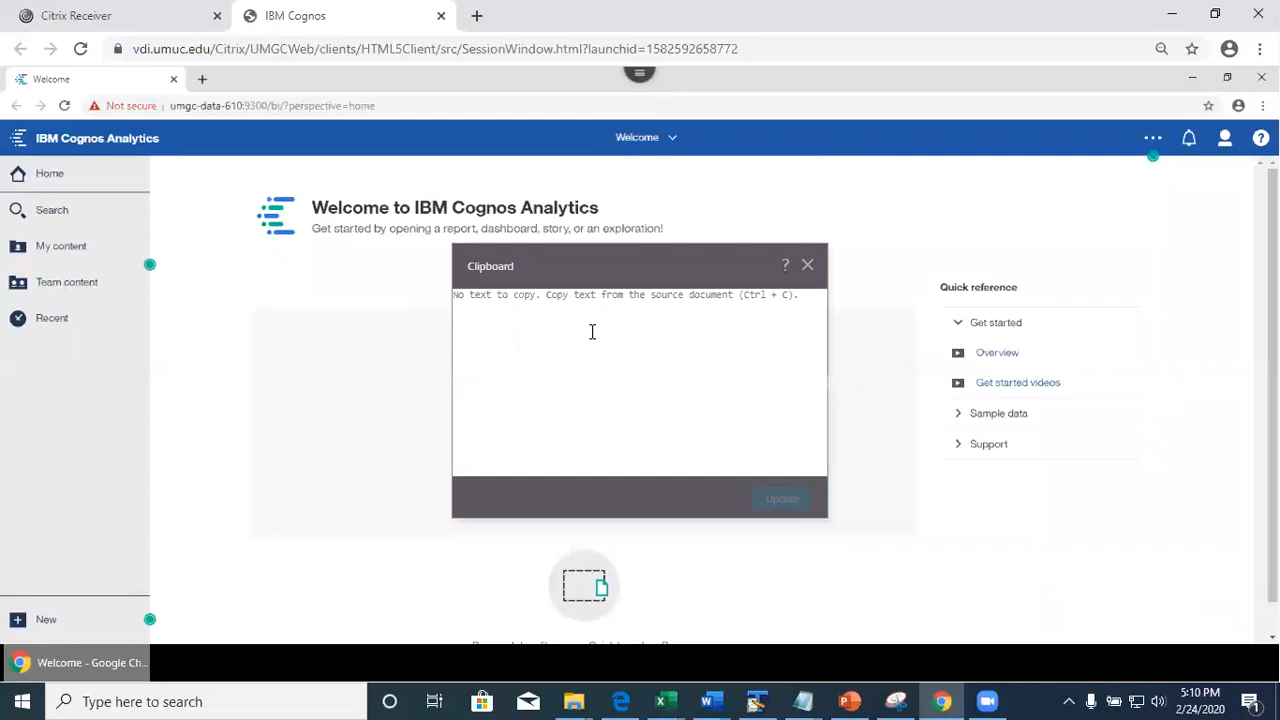 Citrix Receiver
IBM Cognos
vdi.umuc.edu/Citrix/UMGCWeb/clients/HTML5Client/src/SessionWindow.html?launchid=1582592658772
Welcome
Not secure
umgc-data-610:9300/bi/?perspective=home
IBM Cognos Analytics
Welcome
Home
Search
My content
Team content
Recent
New
Welcome to IBM Cognos Analytics
Get started by opening a report, dashboard, story, or an exploration!
Clipboard ?
No text to copy. Copy text from the source document (Ctrl + C).
Update
Quick reference
Get started
Overview
Get started videos
Sample data
Support
Welcome - Google Ch...
Type here to search
5:10 PM
2/24/2020